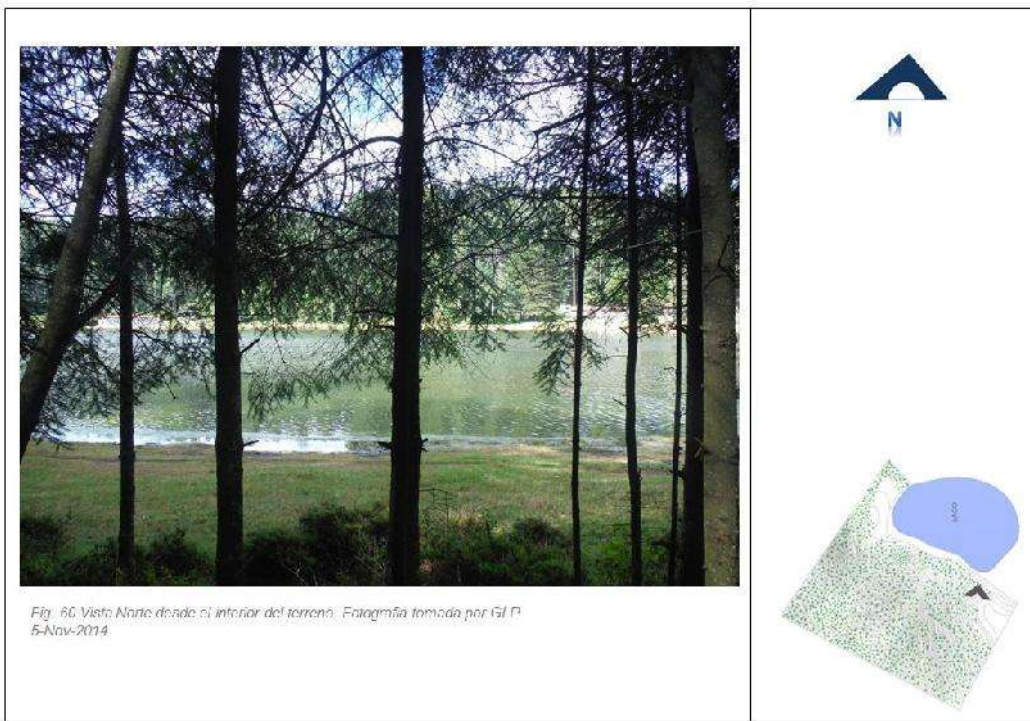 N
Fig. 60 Vista Norte desde el interior del terreno. Fotografía tomada por GLP
5-Nov-2014